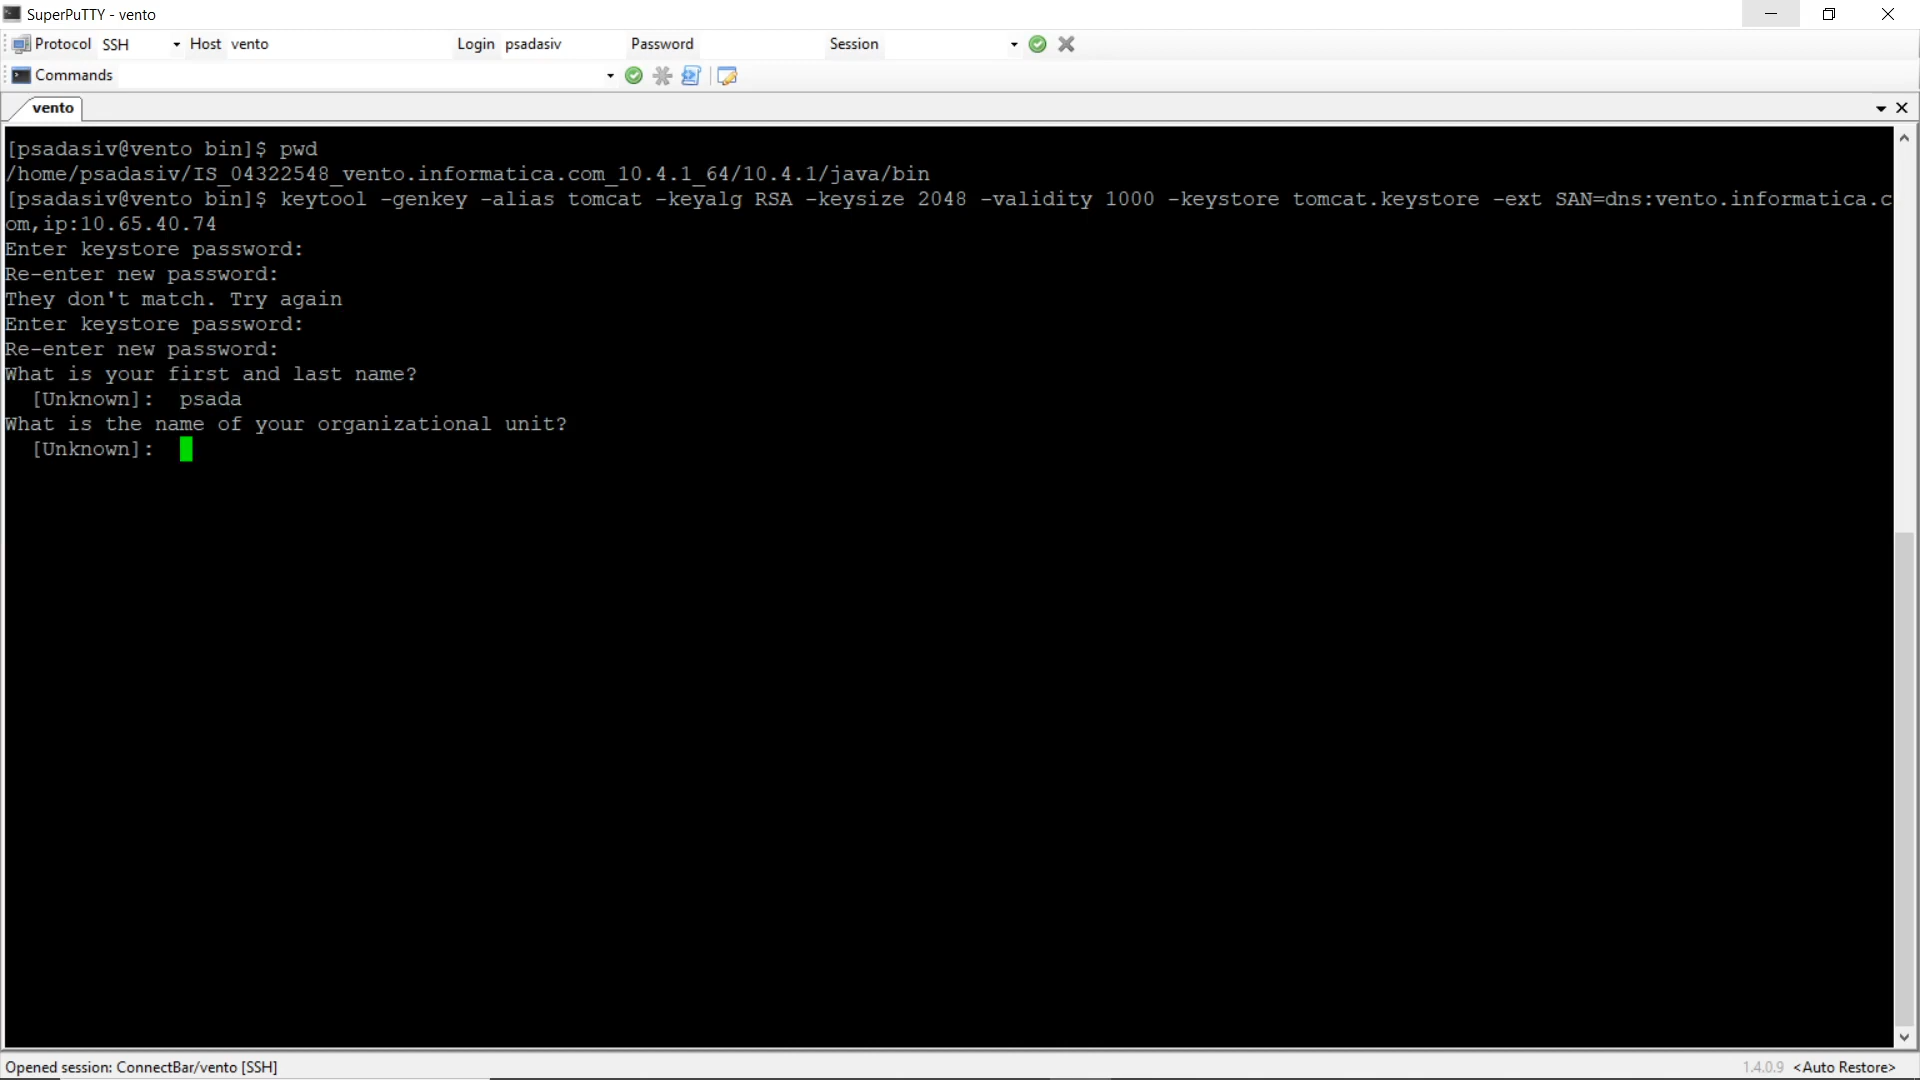 SuperPuTTY - vento
Protocol SSH Host vento Login psadasiv Password Session
Commands
vento
[psadasiv@vento bin]$ pwd
/home/psadasiv/IS_04322548_vento.informatica.com_10.4.1_64/10.4.1/java/bin
[psadasiv@vento bin]$ keytool -genkey -alias tomcat -keyalg RSA -keysize 2048 -validity 1000 -keystore tomcat.keystore -ext SAN=dns:vento.informatica.c
om,ip:10.65.40.74
Enter keystore password:
Re-enter new password:
They don't match. Try again
Enter keystore password:
Re-enter new password:
What is your first and last name?
[Unknown]: psada
What is the name of your organizational unit?
[Unknown]:
Opened session: ConnectBar/vento [SSH] 1.4.0.9 <Auto Restore>